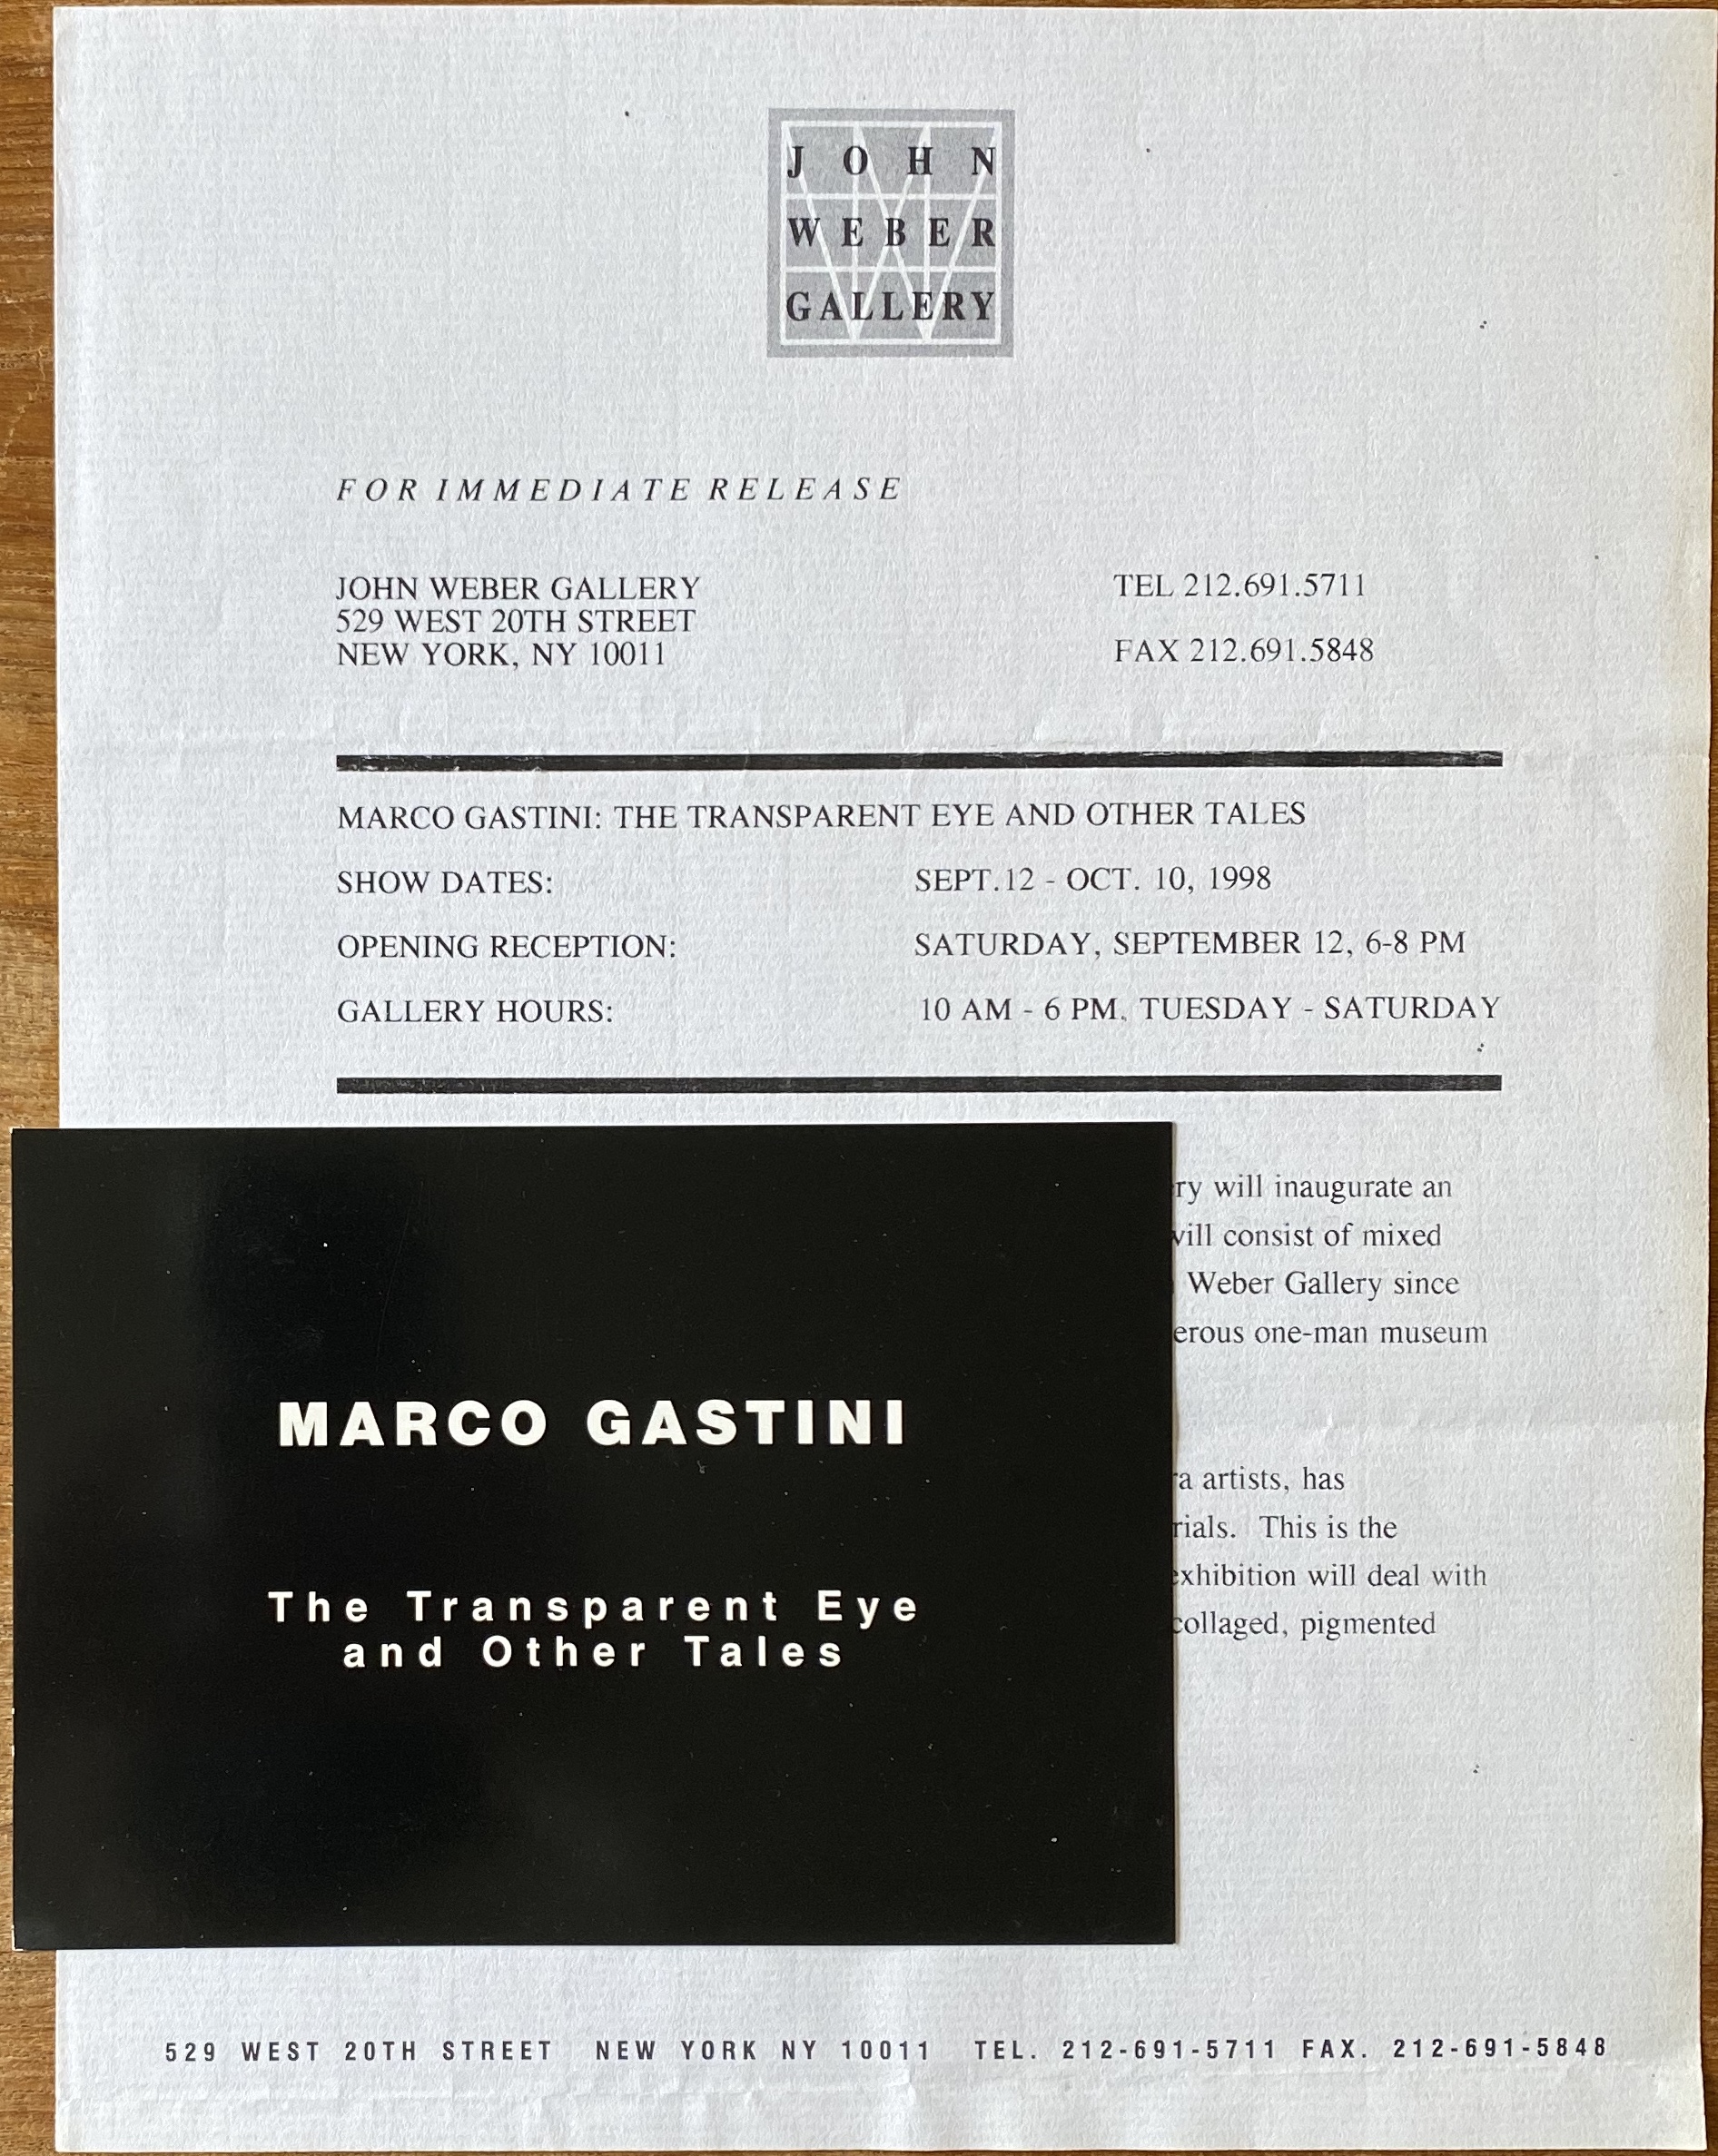 JOHN
WEBER
GALLERY
FOR IMMEDIATE RELEASE
JOHN WEBER GALLERY
529 WEST 20TH STREET
NEW YORK, NY 10011
TEL 212.691.5711
FAX 212.691.5848
MARCO GASTINI: THE TRANSPARENT EYE AND OTHER TALES
SHOW DATES: SEPT.12 - OCT. 10, 1998
OPENING RECEPTION: SATURDAY, SEPTEMBER 12, 6-8 PM
GALLERY HOURS: 10 AM - 6 PM, TUESDAY - SATURDAY
will inaugurate an
will consist of mixed
Weber Gallery since
one-man museum
artists, has
This is the
exhibition will deal with
collaged, pigmented
MARCO GASTINI
The Transparent Eye
and Other Tales
529 WEST 20TH STREET NEW YORK NY 10011 TEL. 212-691-5711 FAX. 212-691-5848